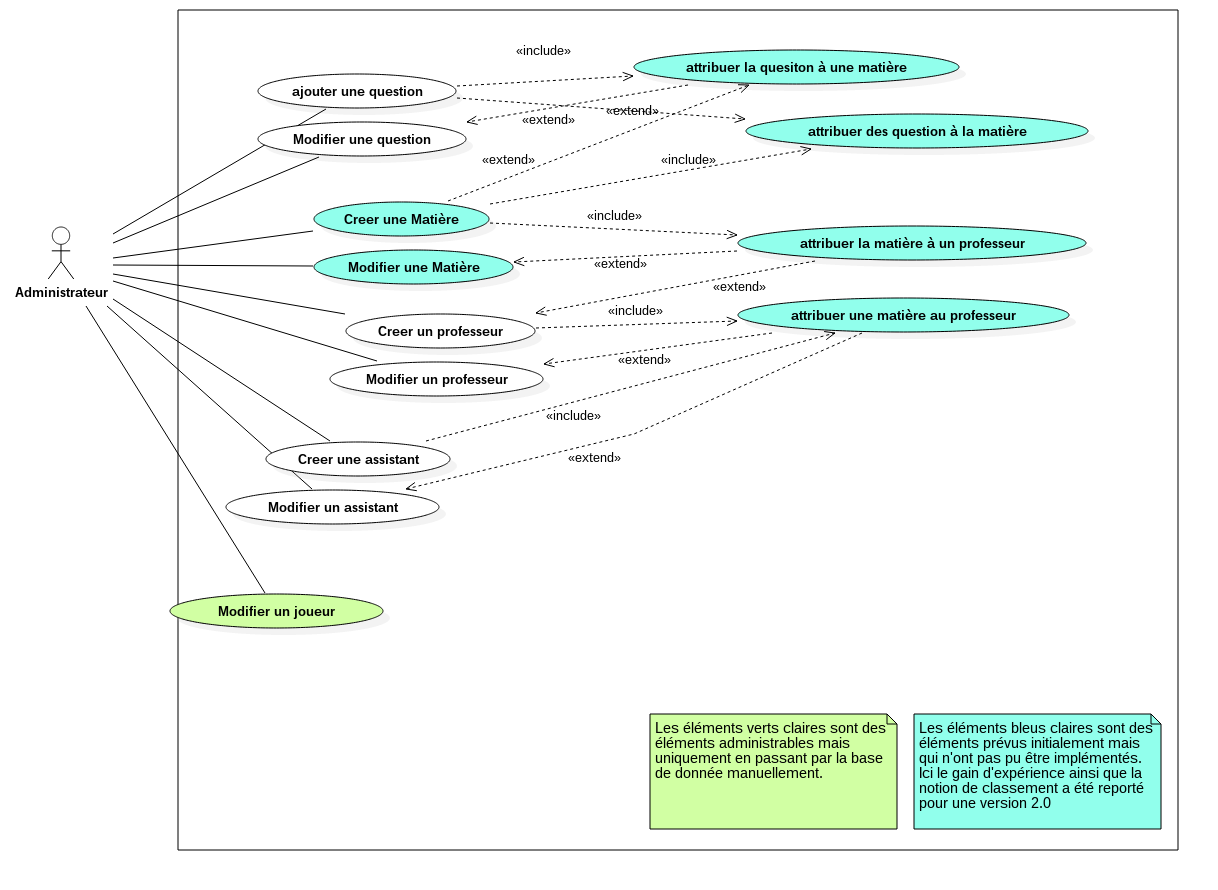 «include»
attribuer la quesiton à une matière
ajouter une question
«extend»
«extend»
attribuer des question à la matière
Modifier une question
«extend»
«include»
Creer une Matière
«include»
attribuer la matière à un professeur
Modifier une Matière
«extend»
Administrateur
«extend»
«include»
attribuer une matière au professeur
Creer un professeur
«extend»
Modifier un professeur
«include»
Creer une assistant
«extend»
Modifier un assistant
Modifier un joueur
Les éléments verts claires sont des
éléments administrables mais
uniquement en passant par la base
de donnée manuellement.
Les éléments bleus claires sont des
éléments prévus initialement mais
qui n'ont pas pu être implémentés.
Ici le gain d'expérience ainsi que la
notion de classement a été reporté
pour une version 2.0